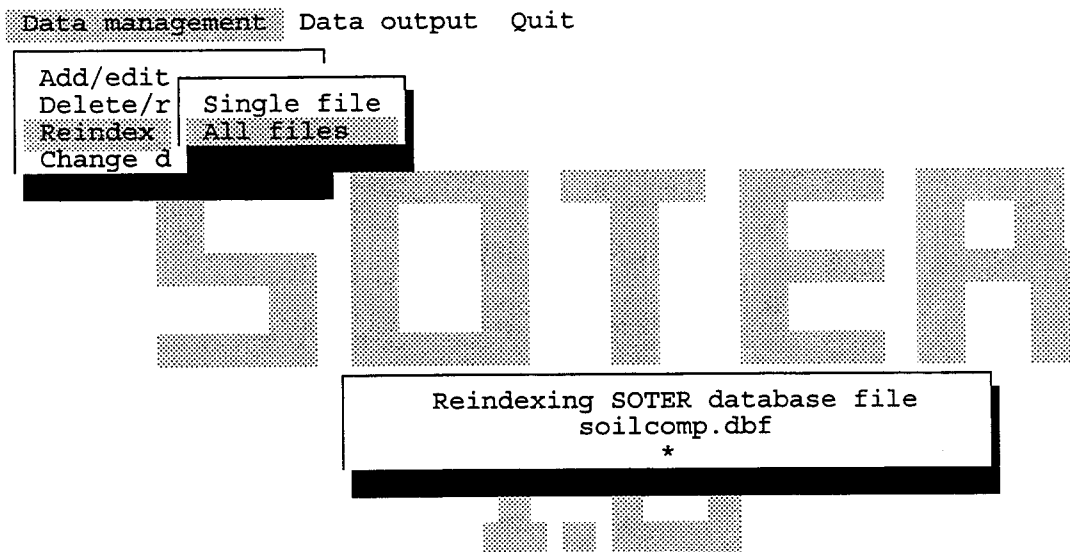 Data management Data output Quit
Add/edit
Delete/r
Reindex
Change d
Single file
All files
SOTER
Reindexing SOTER database file
soilcomp.dbf
*